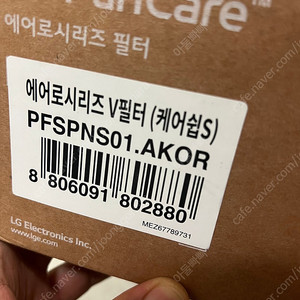 PuriCare™
에어로시리즈 필터
에어로시리즈 V필터 (케어쉽S)
PFSPNS01.AKOR
8 806091 802880
MEZ67789731
LG Electronics Inc.
www.lge.com